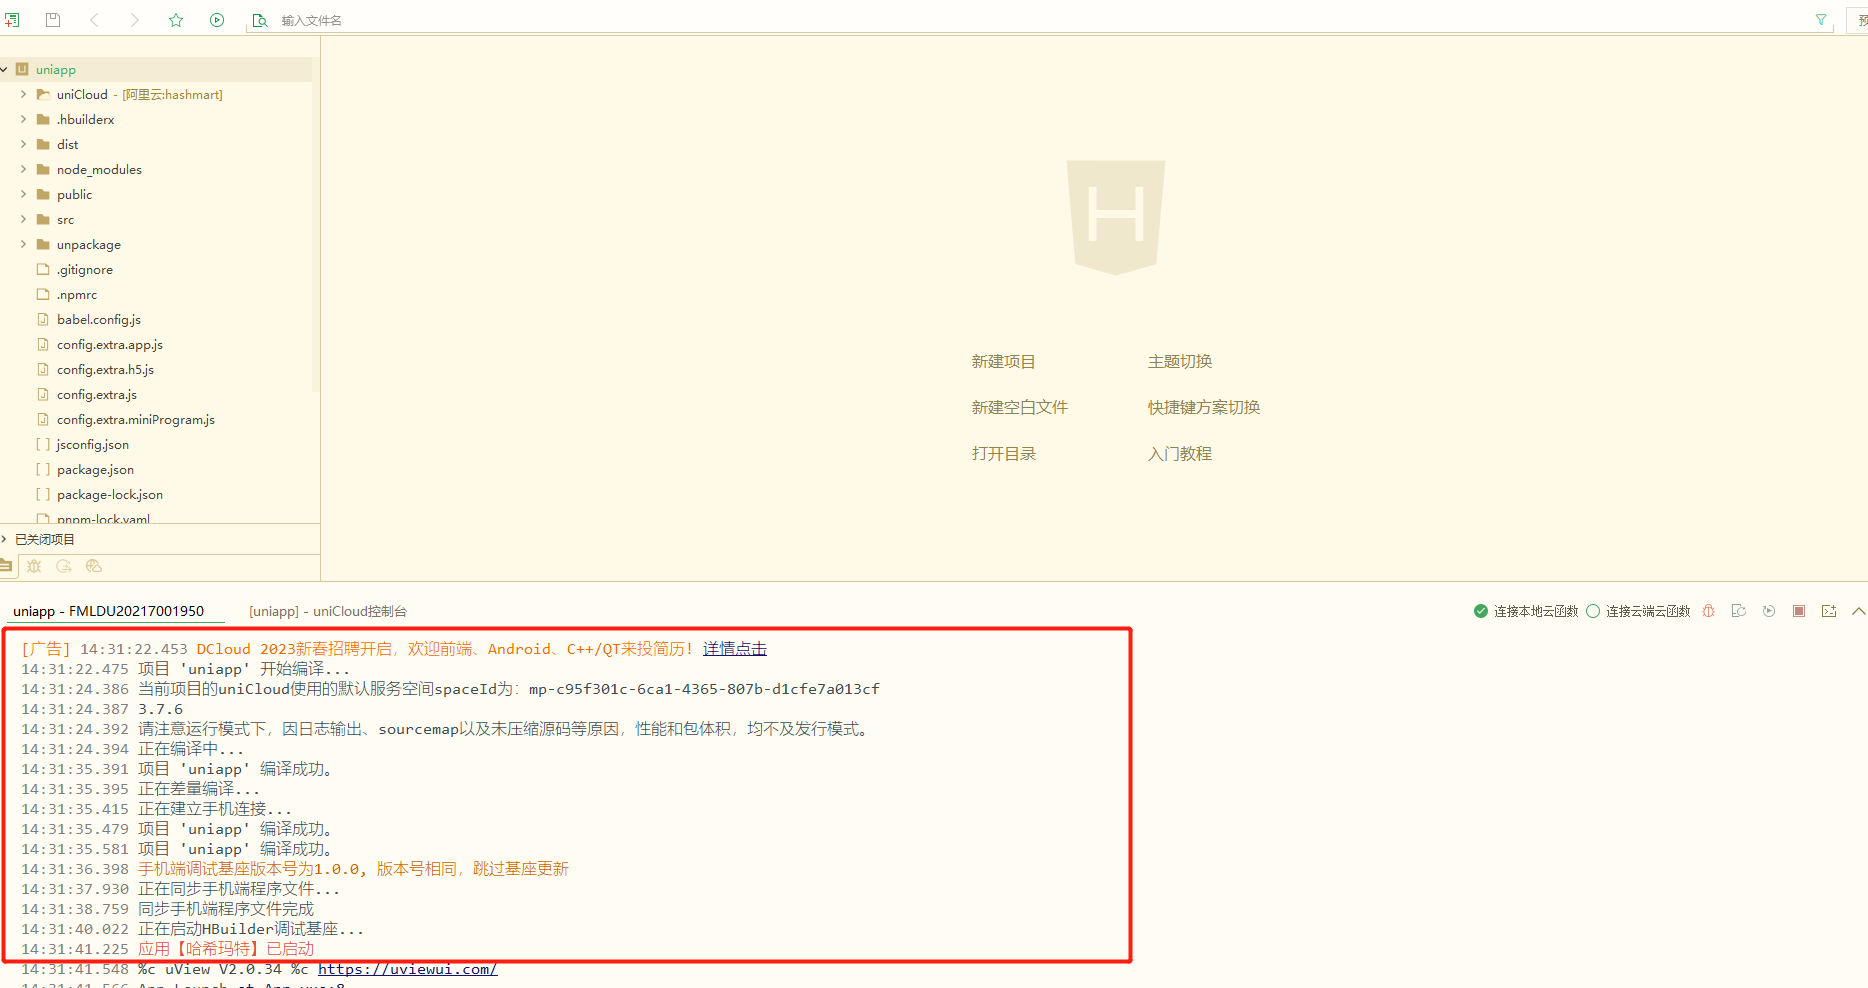 输入文件名
预
uniapp
uniCloud - [阿里云:hashmart]
.hbuilderx
dist
node_modules
public
src
unpackage
.gitignore
.npmrc
babel.config.js
config.extra.app.js
config.extra.h5.js
config.extra.js
config.extra.miniProgram.js
jsconfig.json
package.json
package-lock.json
pnpm-lock.yaml
已关闭项目
H
新建项目 主题切换
新建空白文件 快捷键方案切换
打开目录 入门教程
uniapp - FMLDU20217001950 [uniapp] - uniCloud控制台 连接本地云函数 连接云端云函数
[广告] 14:31:22.453 DCloud 2023新春招聘开启，欢迎前端、Android、C++/QT来投简历! 详情点击
14:31:22.475 项目 'uniapp' 开始编译...
14:31:24.386 当前项目的uniCloud使用的默认服务空间spaceId为：mp-c95f301c-6ca1-4365-807b-d1cfe7a013cf
14:31:24.387 3.7.6
14:31:24.392 请注意运行模式下，因日志输出、sourcemap以及未压缩源码等原因，性能和包体积，均不及发行模式。
14:31:24.394 正在编译中...
14:31:35.391 项目 'uniapp' 编译成功。
14:31:35.395 正在差量编译...
14:31:35.415 正在建立手机连接...
14:31:35.479 项目 'uniapp' 编译成功。
14:31:35.581 项目 'uniapp' 编译成功。
14:31:36.398 手机端调试基座版本号为1.0.0, 版本号相同，跳过基座更新
14:31:37.930 正在同步手机端程序文件...
14:31:38.759 同步手机端程序文件完成
14:31:40.022 正在启动HBuilder调试基座...
14:31:41.225 应用【哈希玛特】已启动
14:31:41.548 %c uView V2.0.34 %c https://uviewui.com/
14:31:41.566 App Launch at App.vue:8